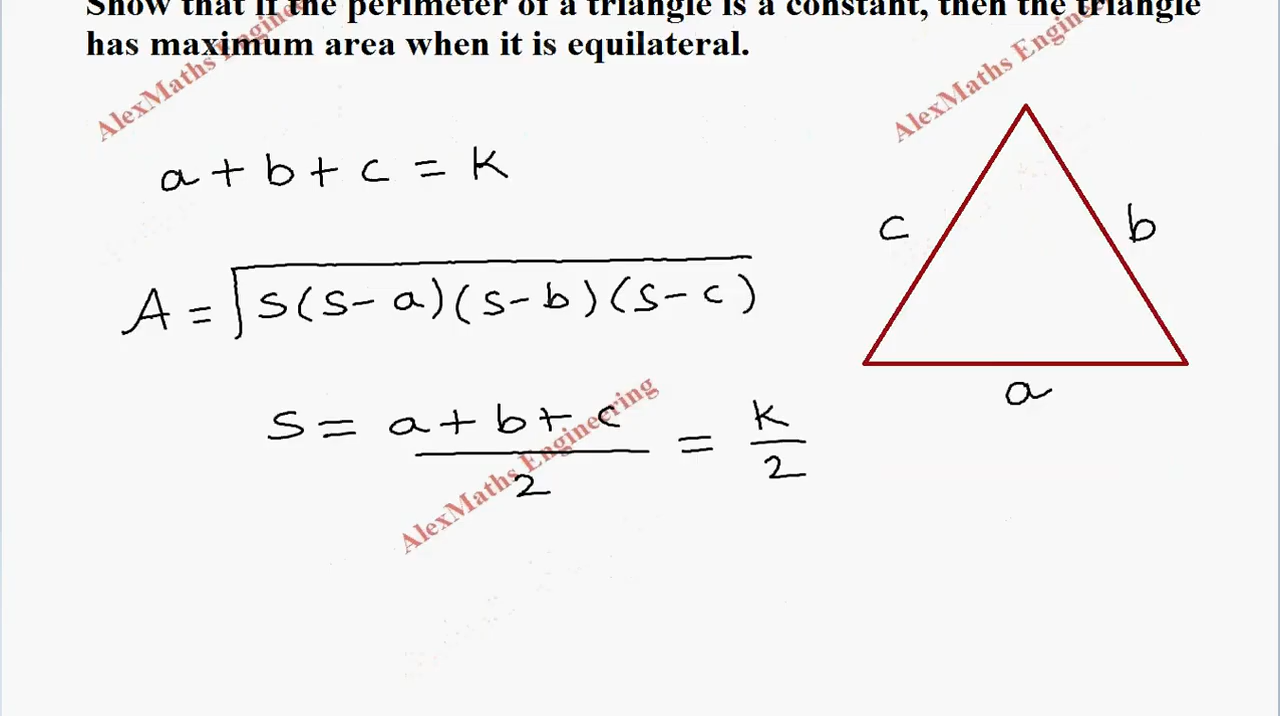 Show that if the perimeter of a triangle is a constant, then the triangle
has maximum area when it is equilateral.
AlexMaths Engineering
AlexMaths Engine
a + b + c = K
c
b
A = √s(s-a)(s-b)(s-c)
a
s = a+b+c/2 = K/2
AlexMaths Engineering